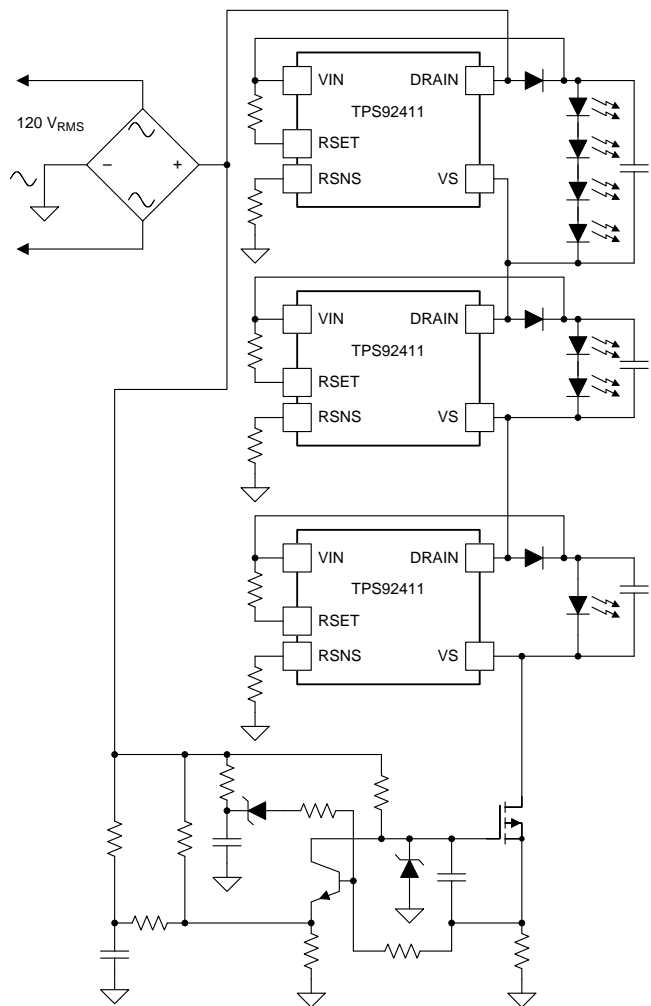 VIN DRAIN
TPS92411
120 VRMS
RSET
− +
RSNS VS
VIN DRAIN
TPS92411
RSET
RSNS VS
VIN DRAIN
TPS92411
RSET
RSNS VS